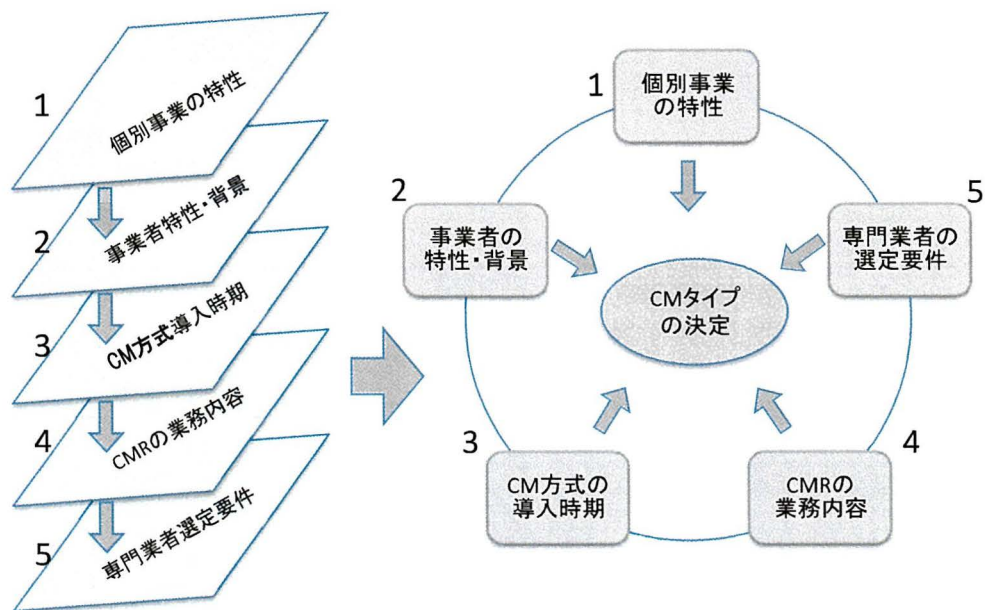 1
個別事業の特性
2
事業者特性・背景
3
CM方式導入時期
4
CMRの業務内容
5
専門業者選定要件
1
個別事業
の特性
2
事業者の
特性・背景
5
専門業者の
選定要件
CMタイプ
の決定
3
CM方式の
導入時期
4
CMRの
業務内容